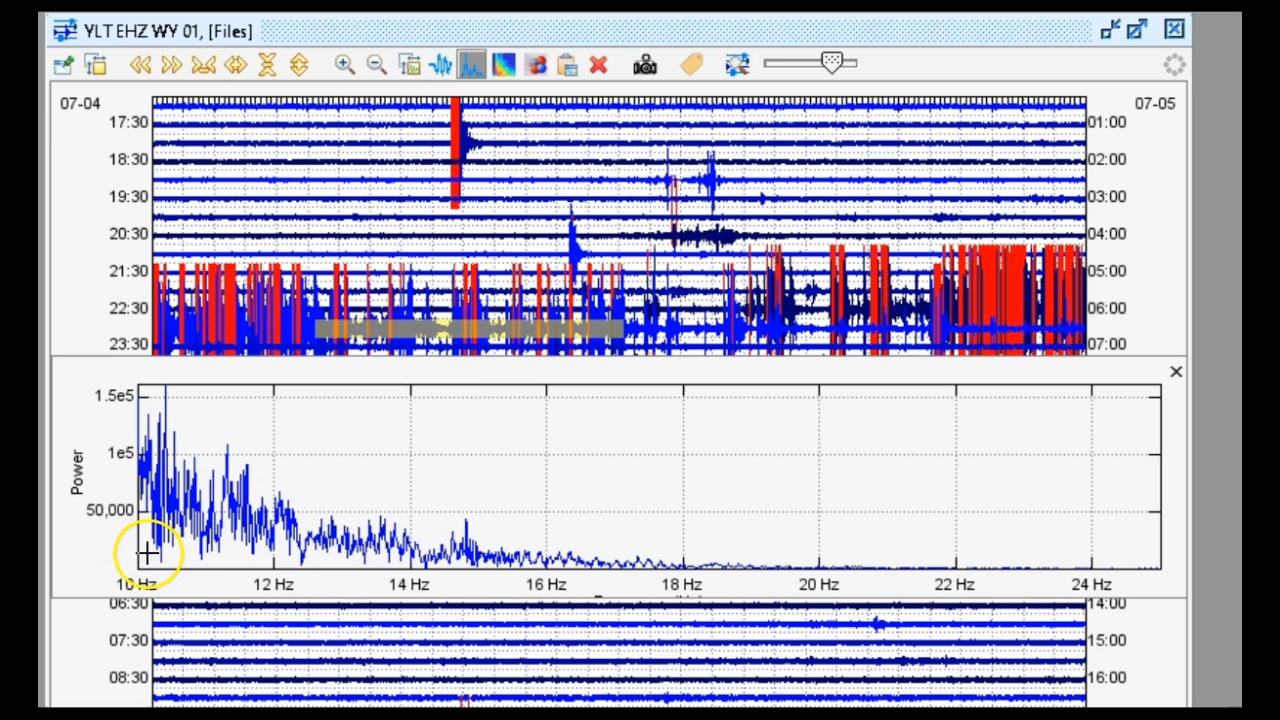 YLT EHZ WY 01, [Files]
07-04 07-05
17:30 01:00
18:30 02:00
19:30 03:00
20:30 04:00
21:30 05:00
22:30 06:00
23:30 07:00
1.5e5
1e5
50,000
Power
10 Hz 12 Hz 14 Hz 16 Hz 18 Hz 20 Hz 22 Hz 24 Hz
06:30 14:00
07:30 15:00
08:30 16:00